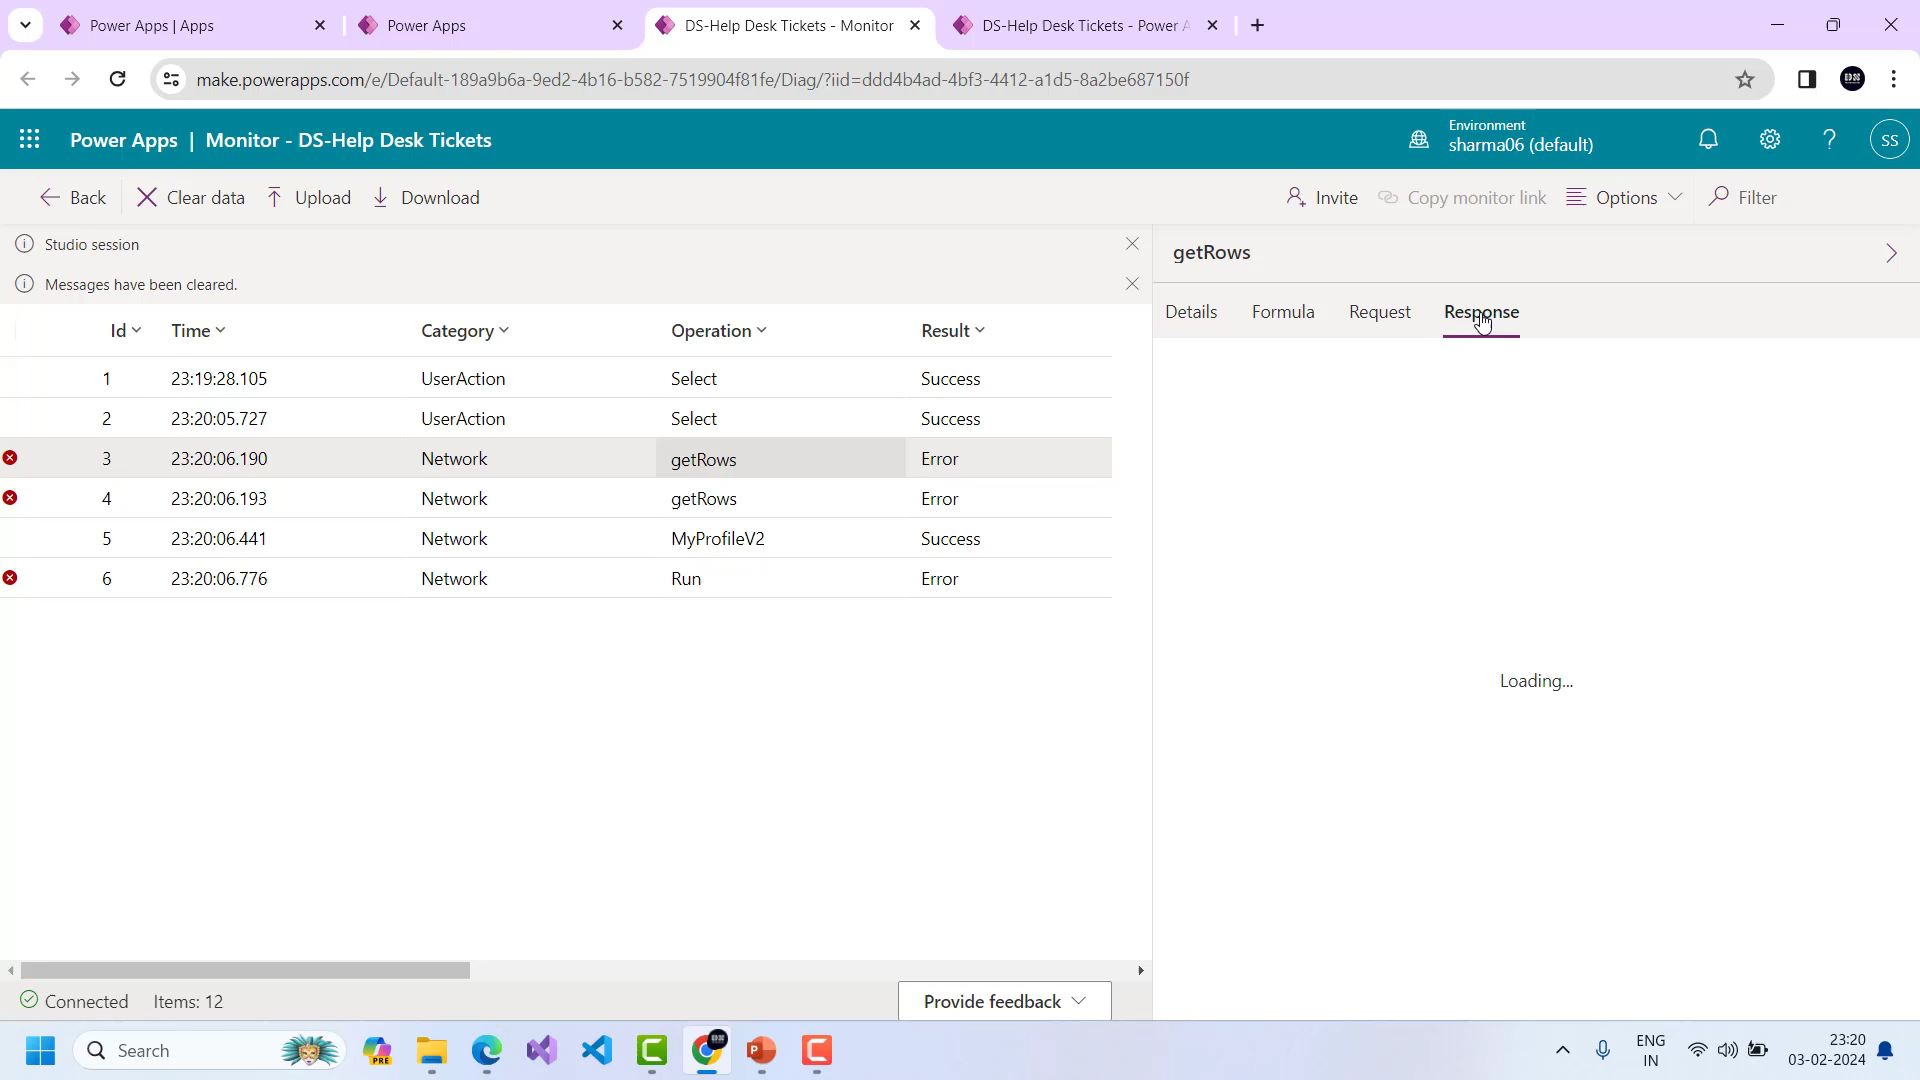 Power Apps | Apps
Power Apps
DS-Help Desk Tickets - Monitor
DS-Help Desk Tickets - Power A
make.powerapps.com/e/Default-189a9b6a-9ed2-4b16-b582-7519904f81fe/Diag/?iid=ddd4b4ad-4bf3-4412-a1d5-8a2be687150f
Power Apps | Monitor - DS-Help Desk Tickets
Environment
sharma06 (default)
SS
Back
Clear data
Upload
Download
Invite
Copy monitor link
Options
Filter
Studio session
Messages have been cleared.
getRows
Details Formula Request Response
Id Time Category Operation Result
1 23:19:28.105 UserAction Select Success
2 23:20:05.727 UserAction Select Success
3 23:20:06.190 Network getRows Error
4 23:20:06.193 Network getRows Error
5 23:20:06.441 Network MyProfileV2 Success
6 23:20:06.776 Network Run Error
Loading...
Connected Items: 12
Provide feedback
Search
PRE
ENG
IN
23:20
03-02-2024